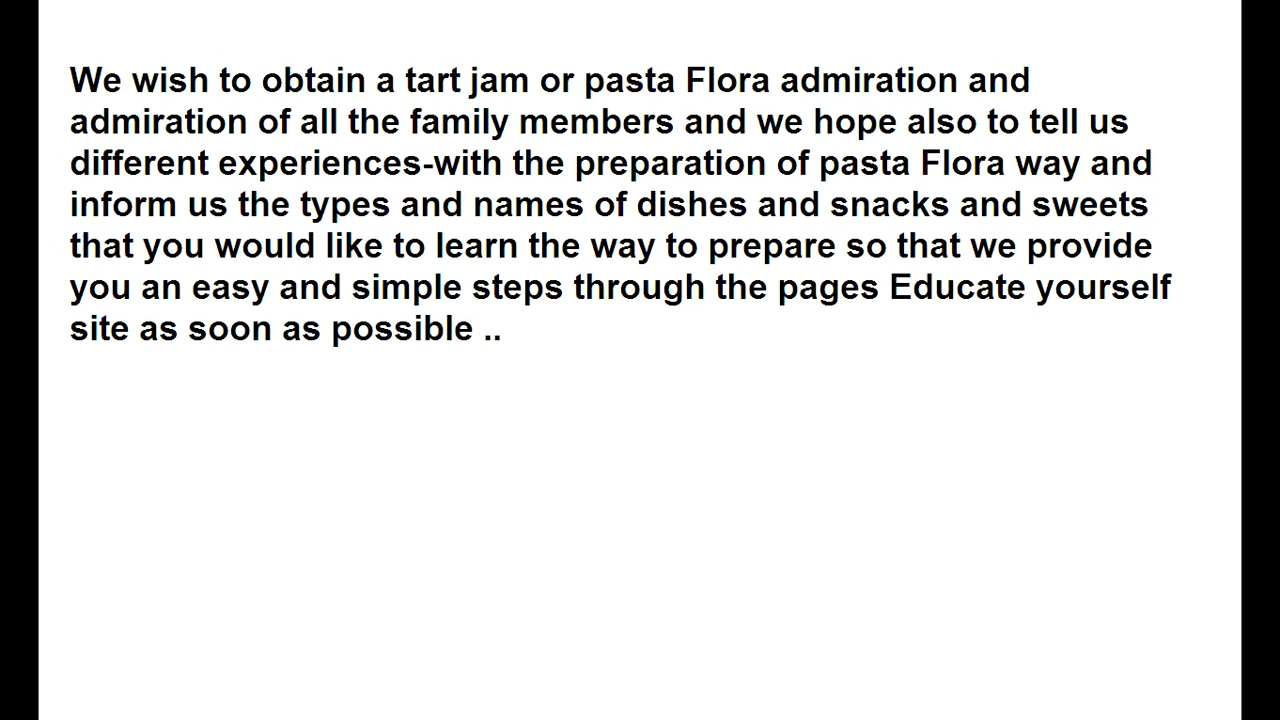 We wish to obtain a tart jam or pasta Flora admiration and
admiration of all the family members and we hope also to tell us
different experiences-with the preparation of pasta Flora way and
inform us the types and names of dishes and snacks and sweets
that you would like to learn the way to prepare so that we provide
you an easy and simple steps through the pages Educate yourself
site as soon as possible ..